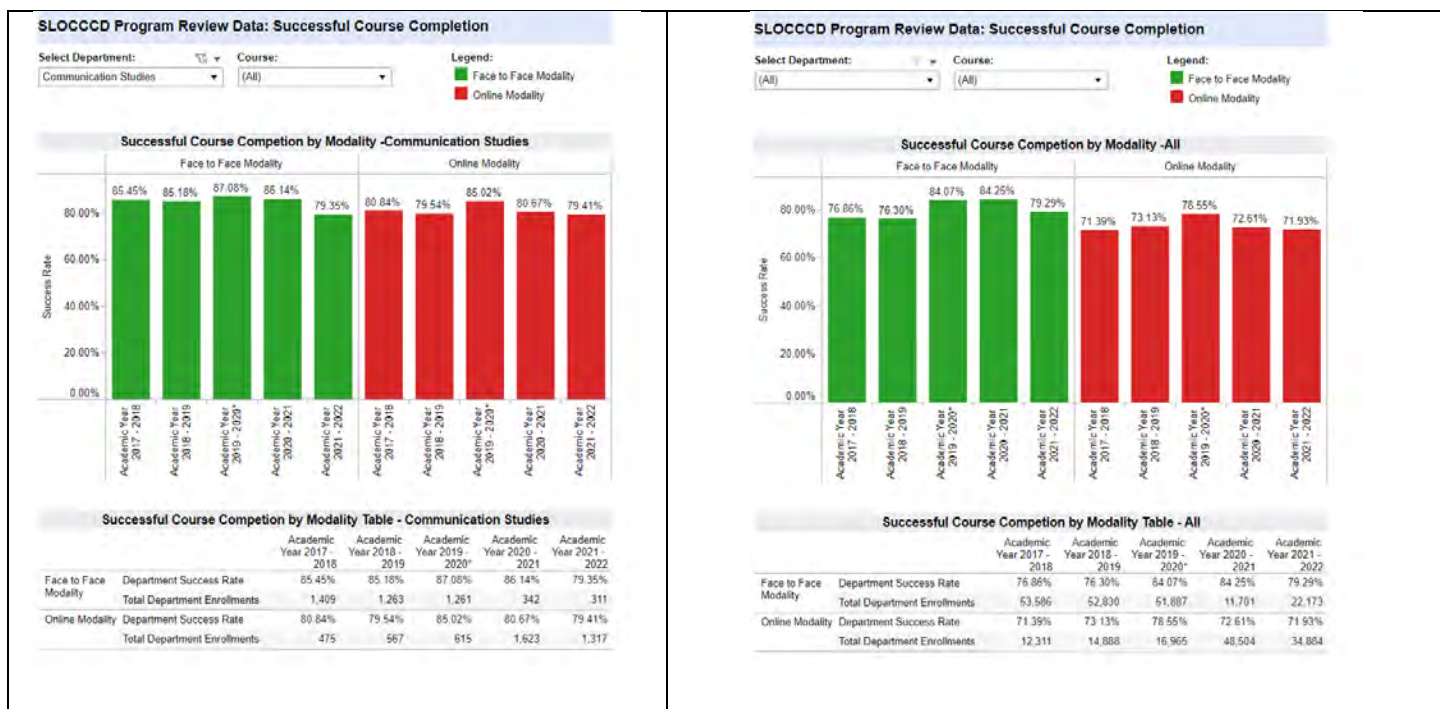 SLOCCCD Program Review Data: Successful Course Completion
Select Department: Course: Legend:
Communication Studies (All) Face to Face Modality
Online Modality
Successful Course Competion by Modality -Communication Studies
Face to Face Modality Online Modality
85.45% 85.18% 87.08% 86.14% 79.35% 80.84% 79.54% 85.02% 80.67% 79.41%
Success Rate
80.00%
60.00%
40.00%
20.00%
0.00%
Academic Year 2017 - 2018
Academic Year 2018 - 2019
Academic Year 2019 - 2020*
Academic Year 2020 - 2021
Academic Year 2021 - 2022
Academic Year 2017 - 2018
Academic Year 2018 - 2019
Academic Year 2019 - 2020*
Academic Year 2020 - 2021
Academic Year 2021 - 2022
Successful Course Competion by Modality Table - Communication Studies
Academic Academic Academic Academic Academic
Year 2017 - Year 2018 - Year 2019 - Year 2020 - Year 2021 -
2018 2019 2020* 2021 2022
Face to Face Department Success Rate 85.45% 85.18% 87.08% 86.14% 79.35%
Modality Total Department Enrollments 1,409 1,263 1,261 342 311
Online Modality Department Success Rate 80.84% 79.54% 85.02% 80.67% 79.41%
Total Department Enrollments 475 567 615 1,623 1,317
SLOCCCD Program Review Data: Successful Course Completion
Select Department: Course: Legend:
(All) (All) Face to Face Modality
Online Modality
Successful Course Competion by Modality -All
Face to Face Modality Online Modality
76.86% 76.30% 84.07% 84.25% 79.29% 71.39% 73.13% 78.55% 72.61% 71.93%
Success Rate
80.00%
60.00%
40.00%
20.00%
0.00%
Academic Year 2017 - 2018
Academic Year 2018 - 2019
Academic Year 2019 - 2020*
Academic Year 2020 - 2021
Academic Year 2021 - 2022
Academic Year 2017 - 2018
Academic Year 2018 - 2019
Academic Year 2019 - 2020*
Academic Year 2020 - 2021
Academic Year 2021 - 2022
Successful Course Competion by Modality Table - All
Academic Academic Academic Academic Academic
Year 2017 - Year 2018 - Year 2019 - Year 2020 - Year 2021 -
2018 2019 2020* 2021 2022
Face to Face Department Success Rate 76.86% 76.30% 84.07% 84.25% 79.29%
Modality Total Department Enrollments 53,586 52,830 51,887 11,701 22,173
Online Modality Department Success Rate 71.39% 73.13% 78.55% 72.61% 71.93%
Total Department Enrollments 12,311 14,888 16,965 48,504 34,884